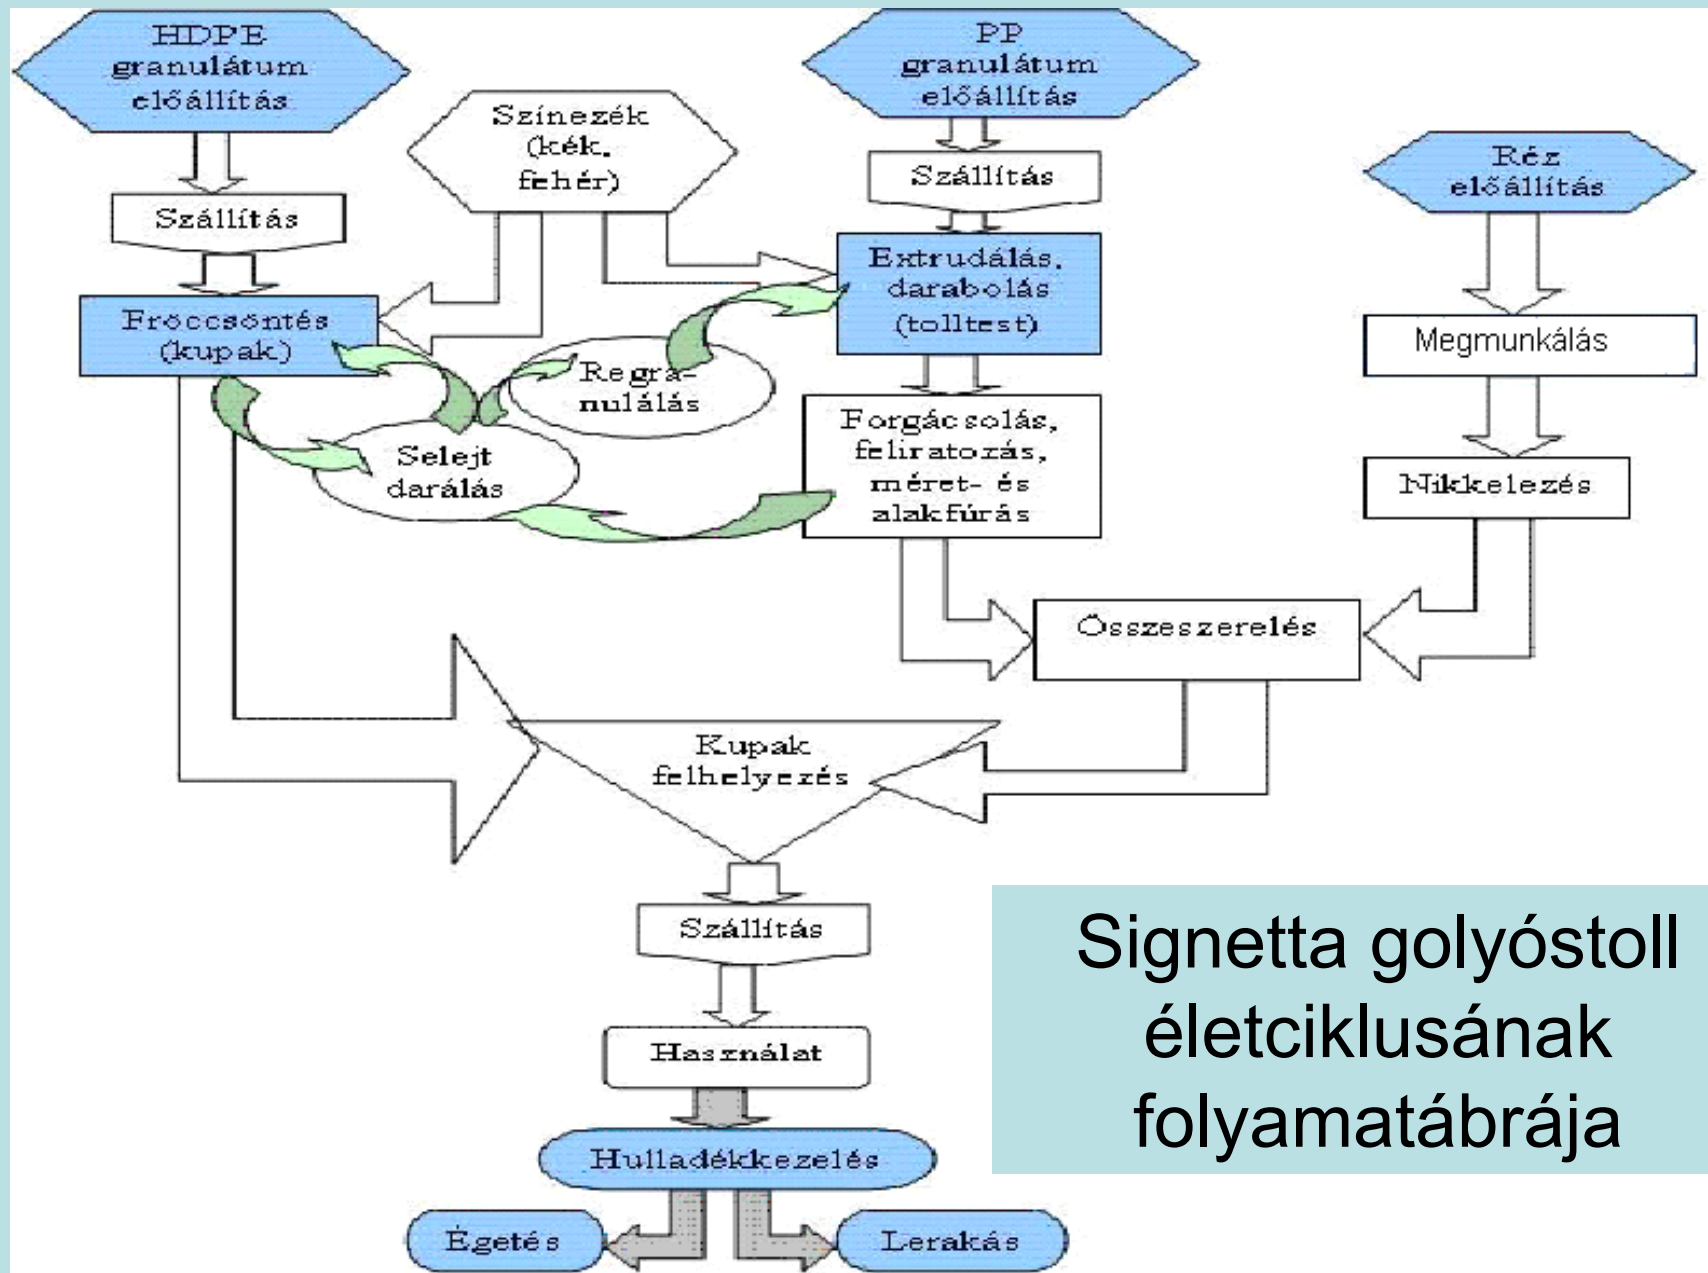 HDPE
granulátum
előállítás
Színezék
(kék,
fehér)
PP
granulátum
előállítás
Réz
előállítás
Szállítás
Szállítás
Fröccsöntés
(kupak)
Extrudálás,
darabolás
(tolltest)
Megmunkálás
Regra-
nulálás
Selejt
darálás
Forgácsolás,
feliratozás,
méret- és
alakfúrás
Nikkelezés
Összeszerelés
Kupak
felhelyezés
Szállítás
Használat
Hulladékkezelés
Égetés
Lerakás
Signetta golyóstoll
életciklusának
folyamatábrája